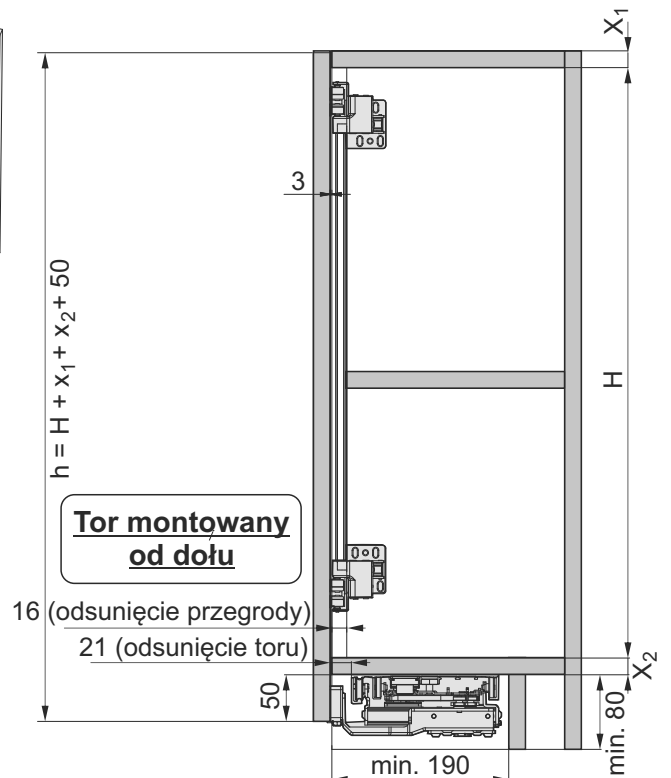 X₁
3
h = H + x₁ + x₂ + 50
H
Tor montowany
od dołu
16 (odsunięcie przegrody)
21 (odsunięcie toru)
X₂
50
min. 80
min. 190